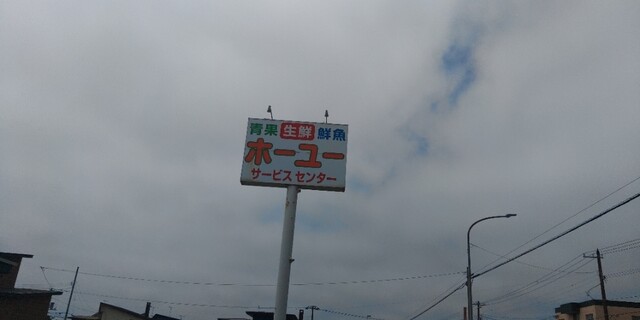 青果 生鮮 鮮魚
ホーユー
サービスセンター